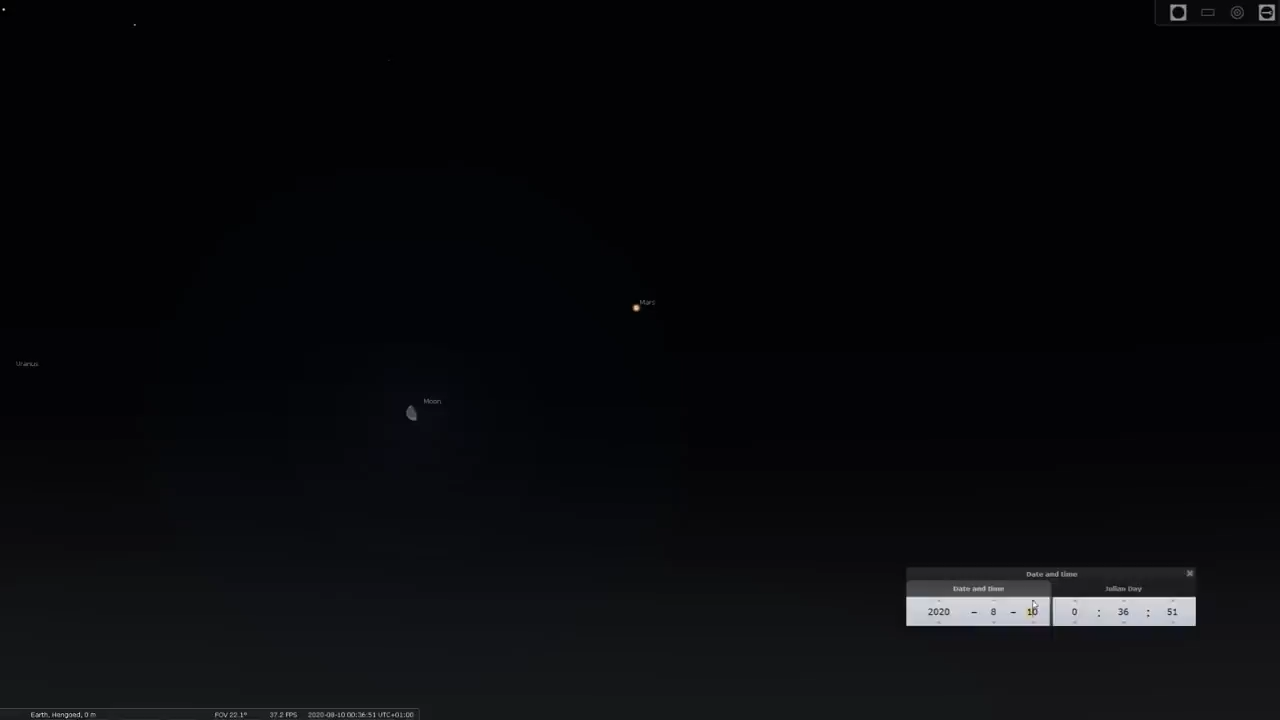 Mars
Uranus
Moon
Date and time
Date and time Julian Day
2020 - 8 - 10 0 : 36 : 51
Earth, Hengoed, 0 m FOV 22.1° 37.2 FPS 2020-08-10 00:36:51 UTC+01:00